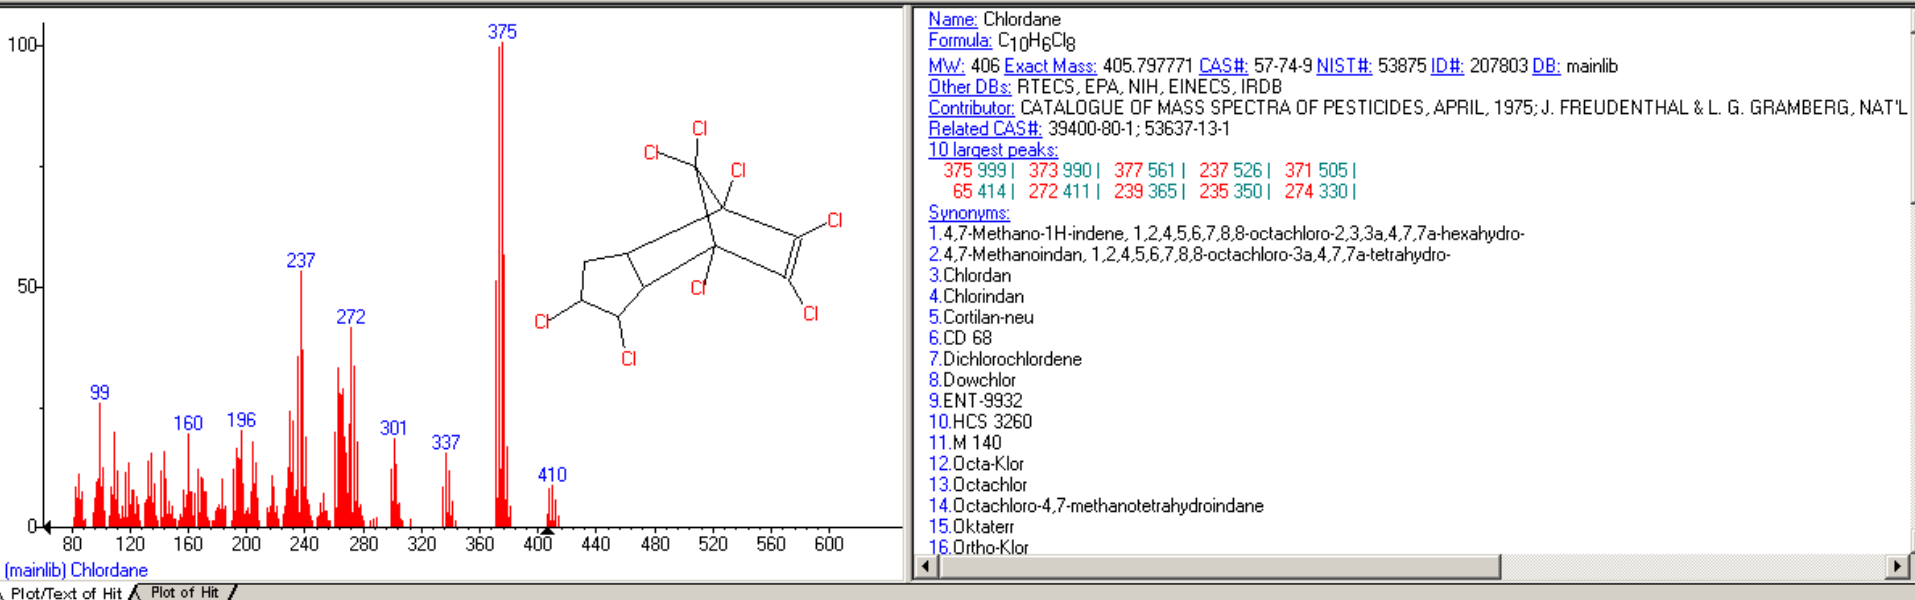 100
375
50
0
237
272
99
160
196
301
337
410
Cl
Cl
Cl
Cl
Cl
Cl
Cl
Cl
80 120 160 200 240 280 320 360 400 440 480 520 560 600
(mainlib) Chlordane
Name: Chlordane
Formula: C10H6Cl8
MW: 406 Exact Mass: 405.797771 CAS#: 57-74-9 NIST#: 53875 ID#: 207803 DB: mainlib
Other DBs: RTECS, EPA, NIH, EINECS, IRDB
Contributor: CATALOGUE OF MASS SPECTRA OF PESTICIDES, APRIL, 1975; J. FREUDENTHAL & L. G. GRAMBERG, NAT'L
Related CAS#: 39400-80-1; 53637-13-1
10 largest peaks:
375 999 | 373 990 | 377 561 | 237 526 | 371 505 |
65 414 | 272 411 | 239 365 | 235 350 | 274 330 |
Synonyms:
1.4,7-Methano-1H-indene, 1,2,4,5,6,7,8,8-octachloro-2,3,3a,4,7,7a-hexahydro-
2.4,7-Methanoindan, 1,2,4,5,6,7,8,8-octachloro-3a,4,7,7a-tetrahydro-
3.Chlordan
4.Chlorindan
5.Cortilan-neu
6.CD 68
7.Dichlorochlordene
8.Dowchlor
9.ENT-9932
10.HCS 3260
11.M 140
12.Octa-Klor
13.Octachlor
14.Octachloro-4,7-methanotetrahydroindane
15.Oktaterr
16.Ortho-Klor
Plot/Text of Hit
Plot of Hit